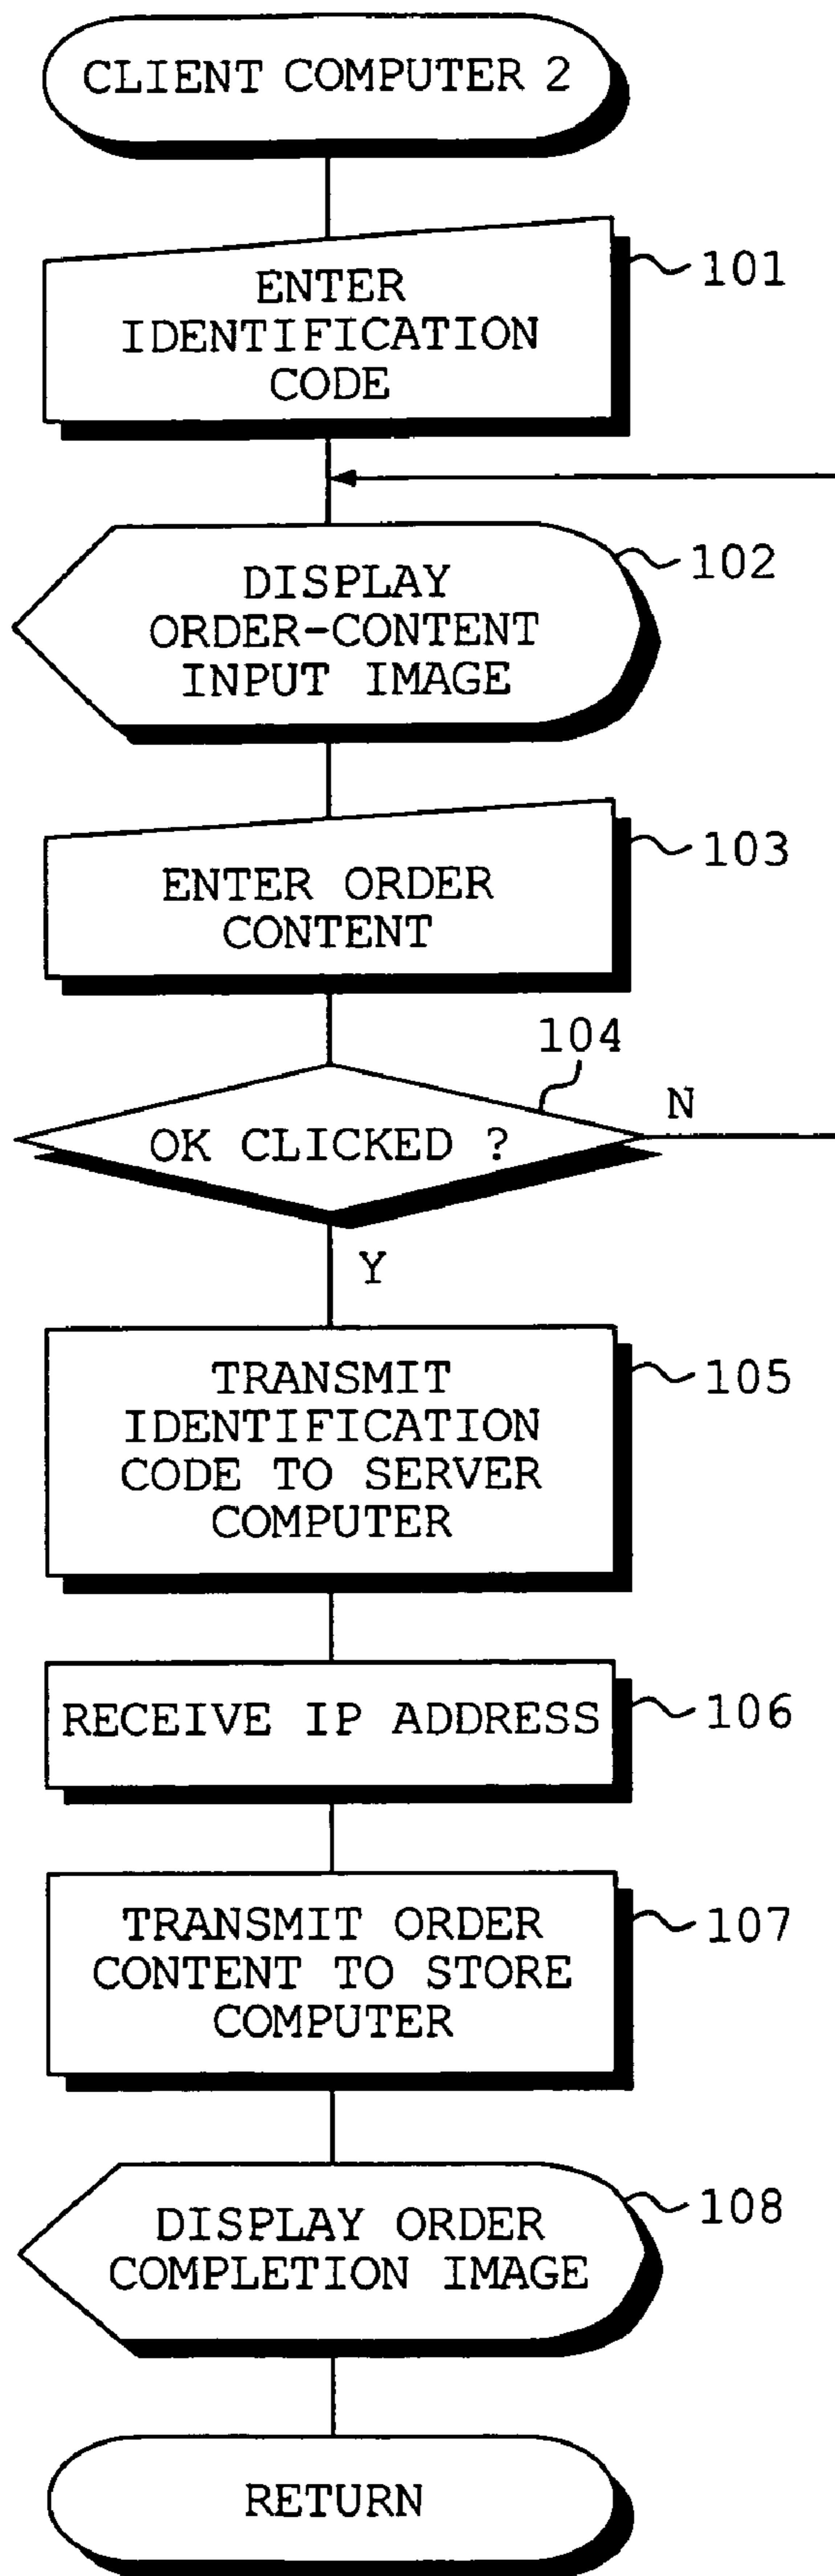 CLIENT COMPUTER 2
101
ENTER
IDENTIFICATION
CODE
102
DISPLAY
ORDER-CONTENT
INPUT IMAGE
103
ENTER ORDER
CONTENT
104
OK CLICKED ?
N
Y
105
TRANSMIT
IDENTIFICATION
CODE TO SERVER
COMPUTER
RECEIVE IP ADDRESS
106
107
TRANSMIT ORDER
CONTENT TO STORE
COMPUTER
108
DISPLAY ORDER
COMPLETION IMAGE
RETURN